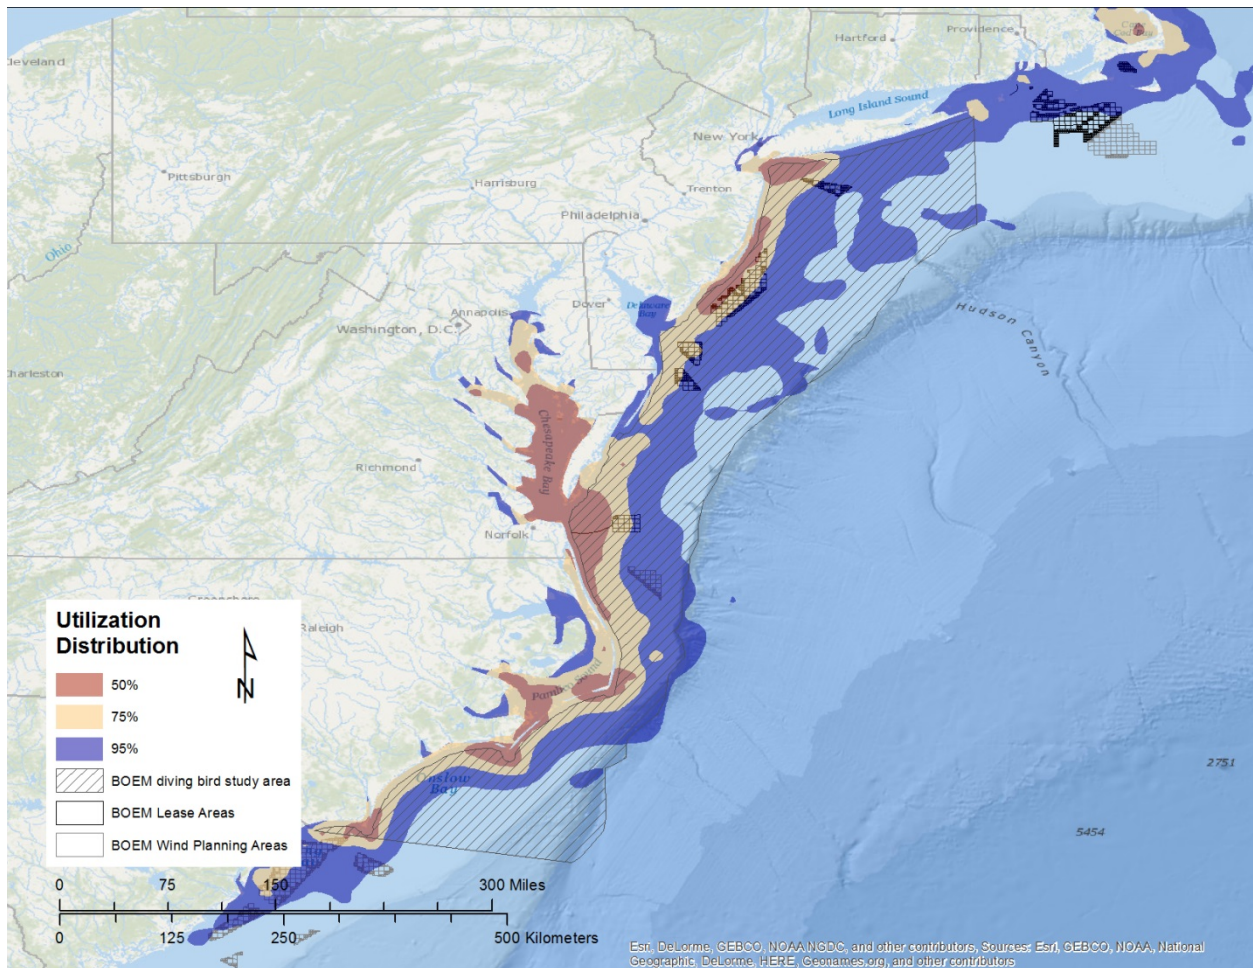 Cleveland
Hartford
Providence
Long Island Sound
New York
Pittsburgh
Harrisburg
Trenton
Philadelphia
Ohio
Dover
Delaware
Bay
Annapolis
Washington, D.C.
Hudson Canyon
Charleston
Chesapeake Bay
Richmond
Norfolk
Greensboro
Raleigh
Pamlico Sound
Onslow
Bay
2751
5454
Utilization
Distribution
N
50%
75%
95%
BOEM diving bird study area
BOEM Lease Areas
BOEM Wind Planning Areas
0 75 150 300 Miles
0 125 250 500 Kilometers
Esri, DeLorme, GEBCO, NOAA NGDC, and other contributors, Sources: Esri, GEBCO, NOAA, National
Geographic, DeLorme, HERE, Geonames.org, and other contributors